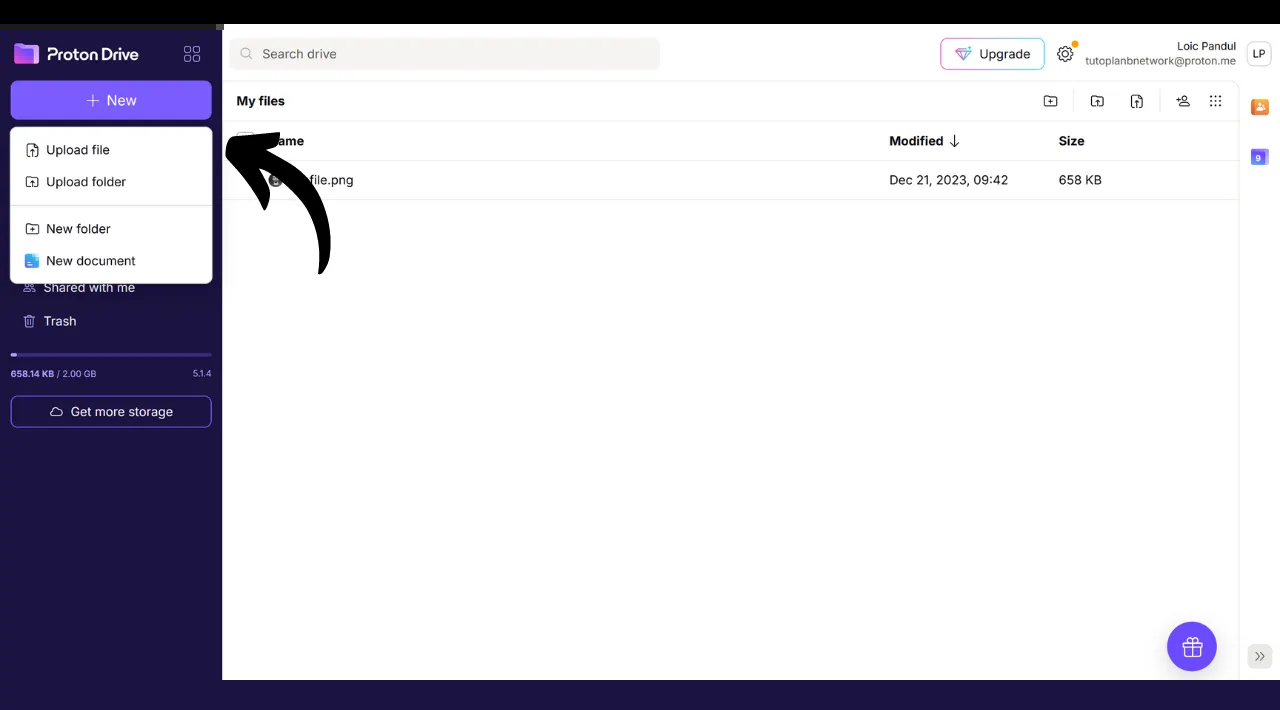 Proton Drive
New
Upload file
Upload folder
New folder
New document
Shared with me
Trash
658.14 KB / 2.00 GB
5.1.4
Get more storage
Search drive
Upgrade
Loic Pandul
tutoplanbnetwork@proton.me
LP
My files
ame
Modified
Size
file.png
Dec 21, 2023, 09:42
658 KB
9